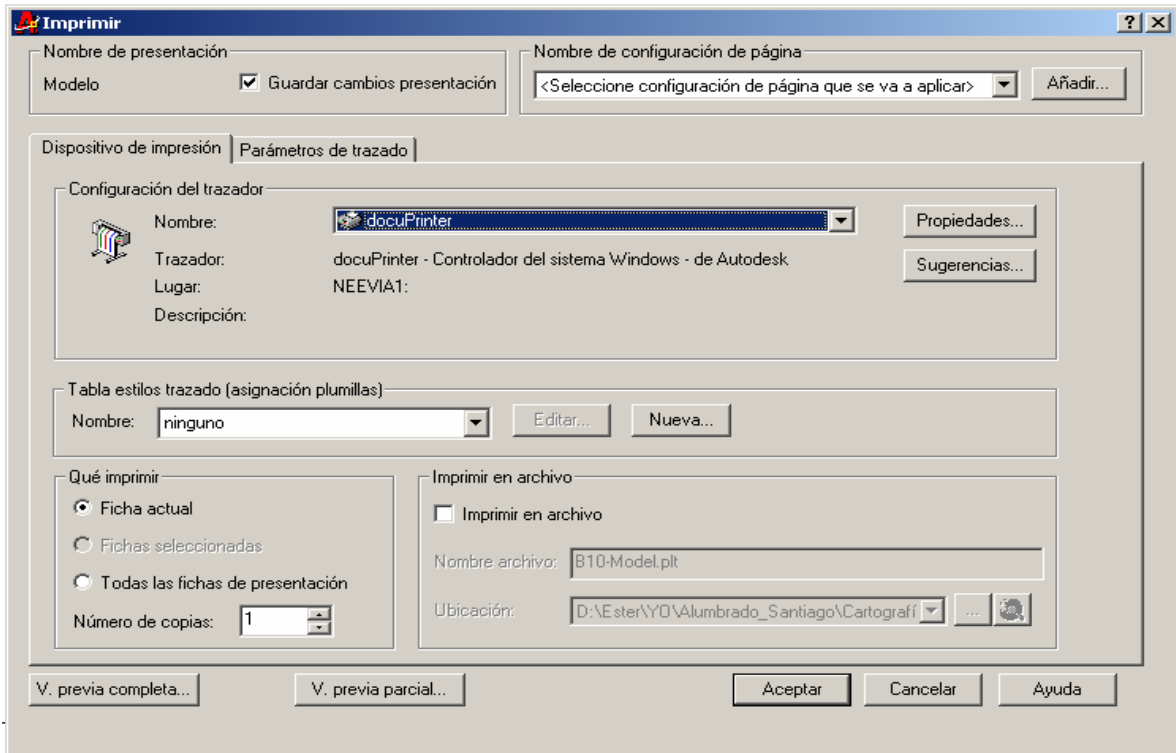 Imprimir
Nombre de presentación
Modelo
Guardar cambios presentación
Nombre de configuración de página
<Seleccione configuración de página que se va a aplicar>
Añadir...
Dispositivo de impresión
Parámetros de trazado
Configuración del trazador
Nombre:
docuPrinter
Propiedades...
Trazador:
docuPrinter - Controlador del sistema Windows - de Autodesk
Sugerencias...
Lugar:
NEEVIA1:
Descripción:
Tabla estilos trazado (asignación plumillas)
Nombre:
ninguno
Editar...
Nueva...
Qué imprimir
Ficha actual
Fichas seleccionadas
Todas las fichas de presentación
Número de copias:
1
Imprimir en archivo
Imprimir en archivo
Nombre archivo:
B10-Model.plt
Ubicación:
D:\Ester\YO\Alumbrado_Santiago\Cartografí
...
V. previa completa...
V. previa parcial...
Aceptar
Cancelar
Ayuda